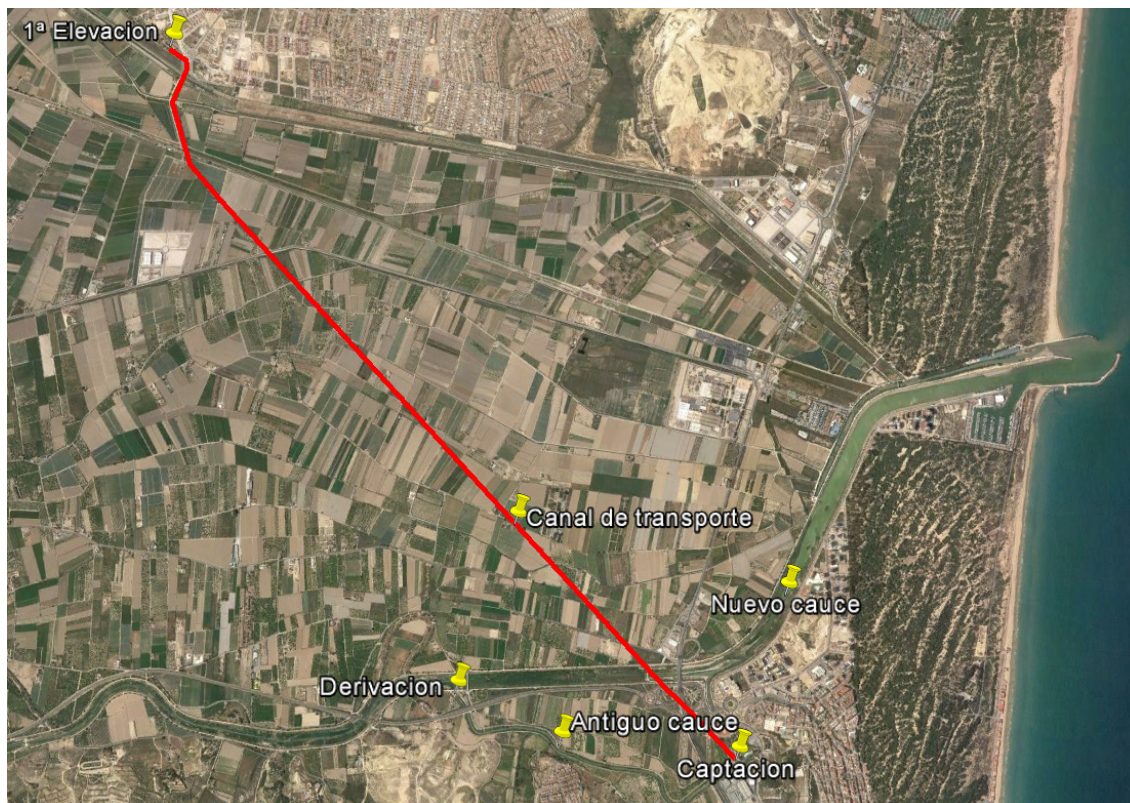 1ª Elevacion
Canal de transporte
Nuevo cauce
Derivacion
Antiguo cauce
Captacion